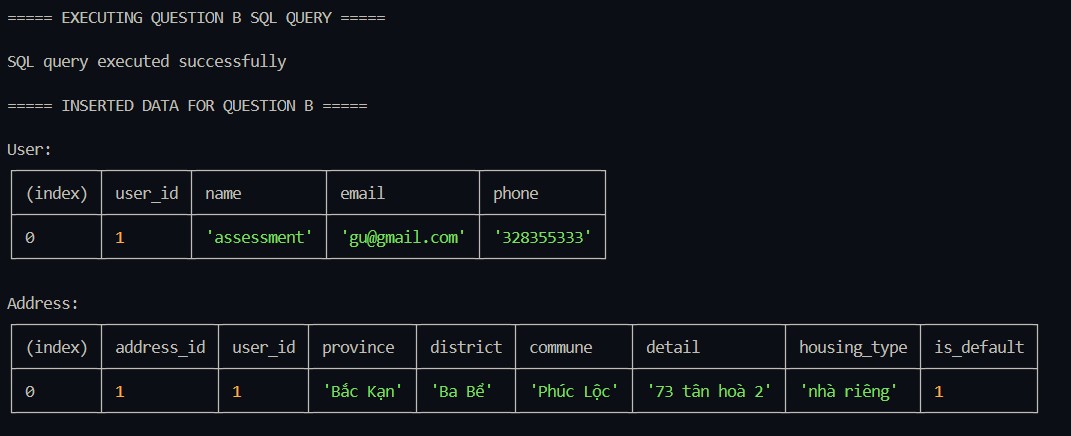 ===== EXECUTING QUESTION B SQL QUERY =====
SQL query executed successfully
===== INSERTED DATA FOR QUESTION B =====
User:
(index) user_id name email phone
0 1 'assessment' 'gu@gmail.com' '328355333'
Address:
(index) address_id user_id province district commune detail housing_type is_default
0 1 1 'Bắc Kạn' 'Ba Bể' 'Phúc Lộc' '73 tân hoà 2' 'nhà riêng' 1